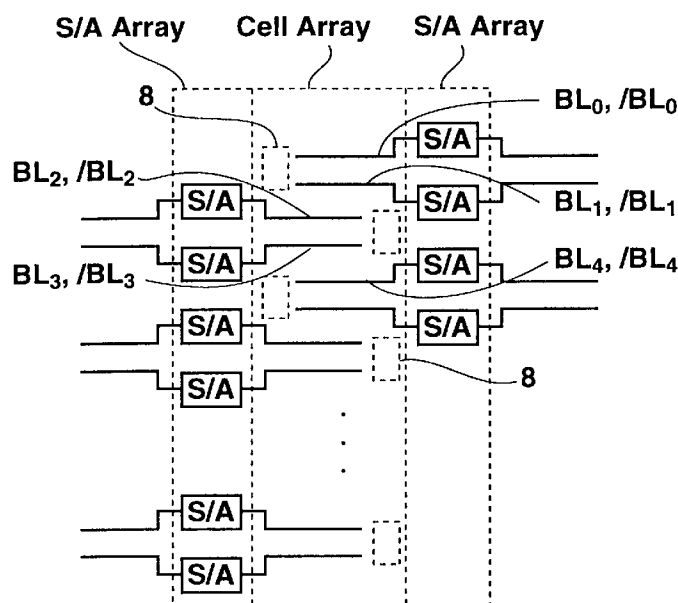 S/A Array Cell Array S/A Array
8
BL0, /BL0
S/A
BL2, /BL2
S/A
S/A
BL1, /BL1
S/A
S/A
BL3, /BL3
BL4, /BL4
S/A
S/A
8
S/A
S/A
S/A